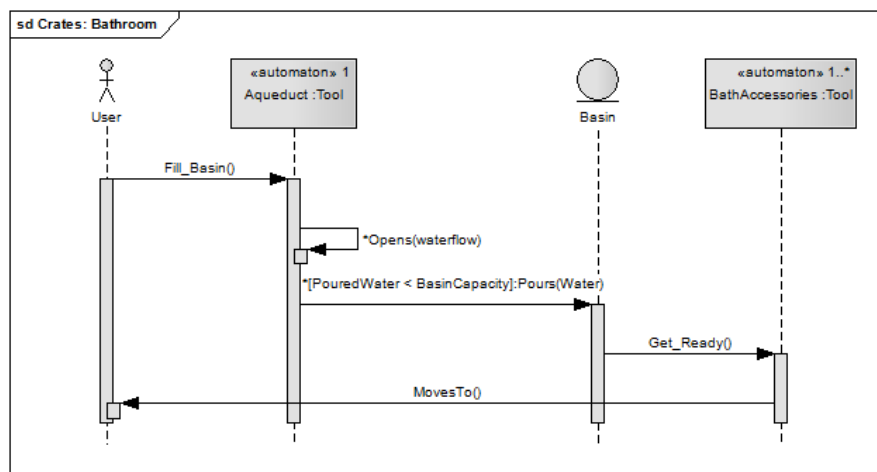 sd Crates: Bathroom
«automaton» 1
Aqueduct :Tool
«automaton» 1..*
BathAccessories :Tool
User
Basin
Fill_Basin()
*Opens(waterflow)
*[PouredWater < BasinCapacity]:Pours(Water)
Get_Ready()
MovesTo()